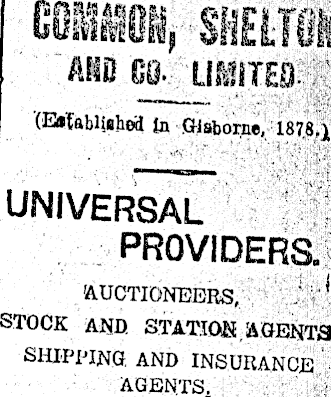 COMMON, SHELTON
AND CO. LIMITED.
(Established in Gisborne, 1878.)
UNIVERSAL
PROVIDERS.
AUCTIONEERS,
STOCK AND STATION AGENTS
SHIPPING AND INSURANCE
AGENTS.